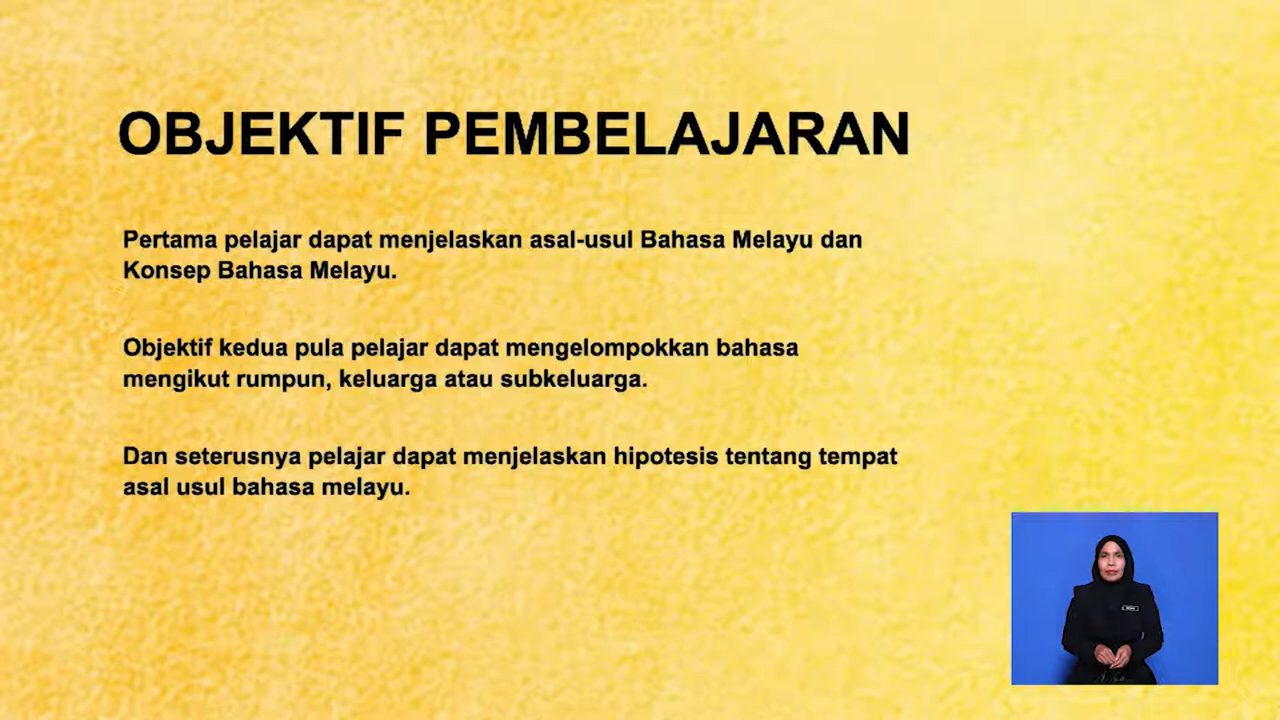 OBJEKTIF PEMBELAJARAN
Pertama pelajar dapat menjelaskan asal-usul Bahasa Melayu dan
Konsep Bahasa Melayu.
Objektif kedua pula pelajar dapat mengelompokkan bahasa
mengikut rumpun, keluarga atau subkeluarga.
Dan seterusnya pelajar dapat menjelaskan hipotesis tentang tempat
asal usul bahasa melayu.